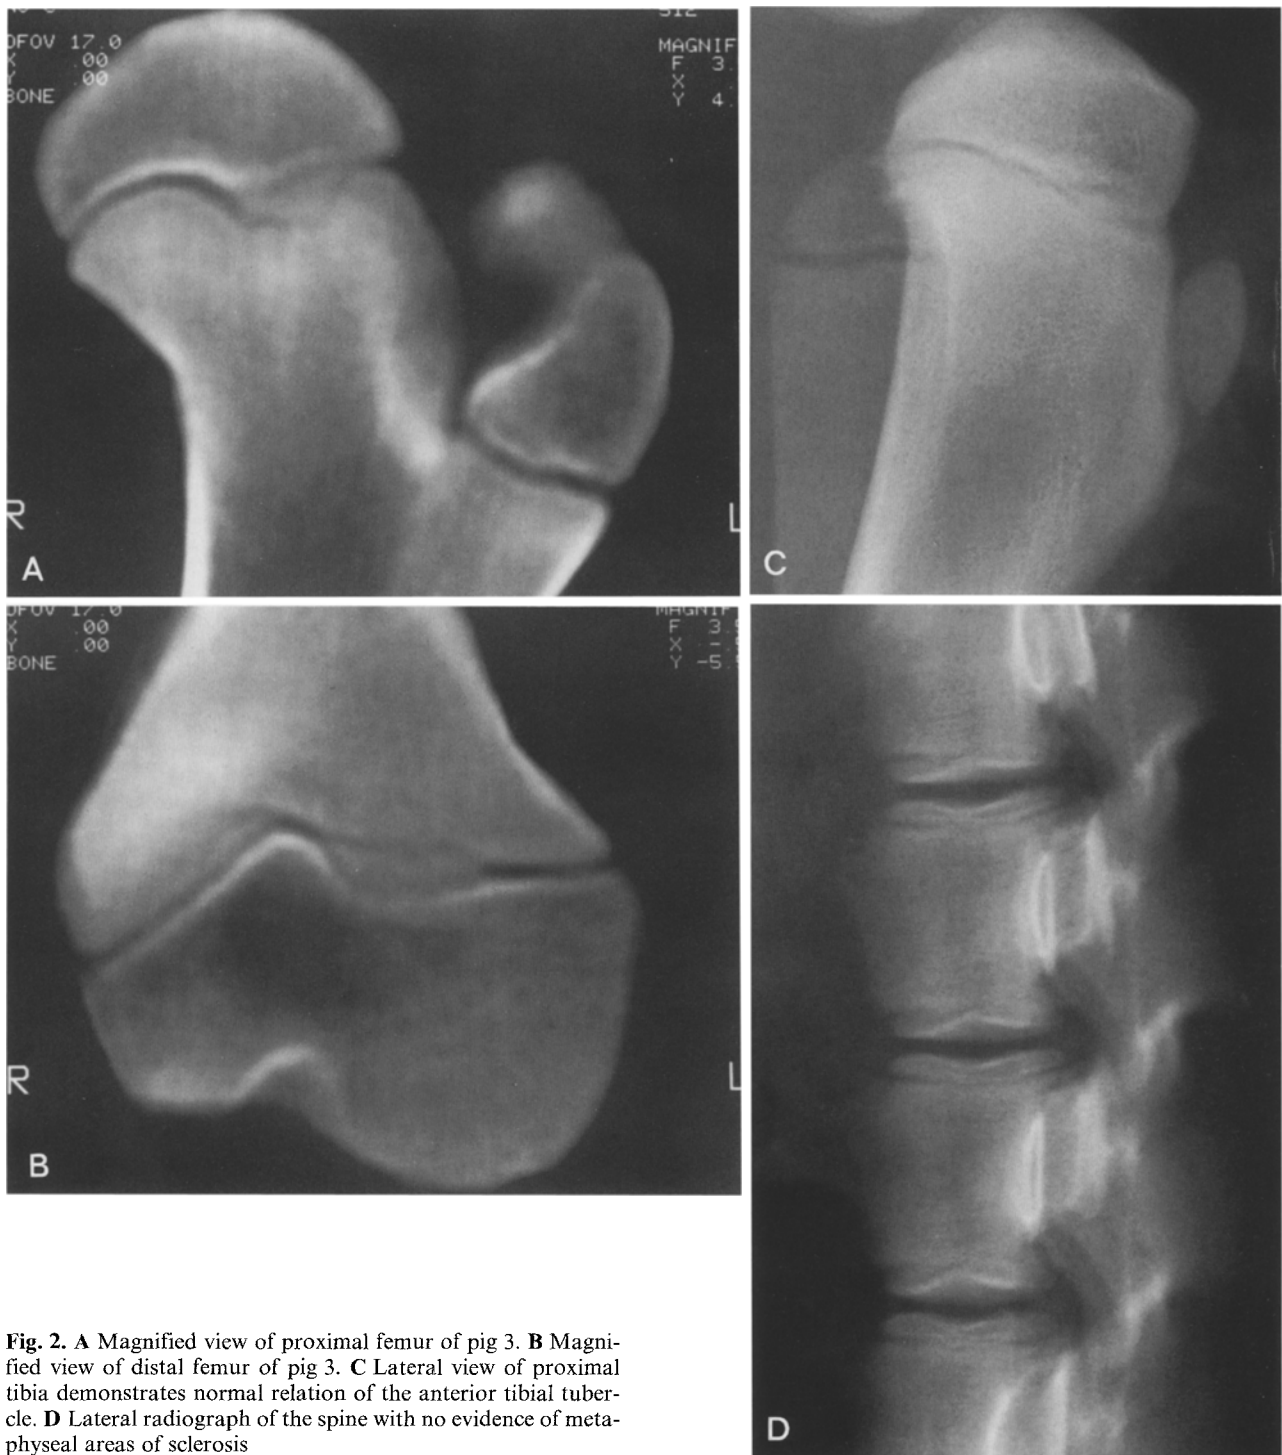 DFOV 17.0
X .00
Y .00
BONE
MAGNIF
F 3.
X
Y 4.
R
L
A
C
DFOV 17.0
X .00
Y .00
BONE
MAGNIF
F 3.
X -.
Y -5.
R
L
B
D
Fig. 2. A Magnified view of proximal femur of pig 3. B Magni-
fied view of distal femur of pig 3. C Lateral view of proximal
tibia demonstrates normal relation of the anterior tibial tuber-
cle. D Lateral radiograph of the spine with no evidence of meta-
physeal areas of sclerosis